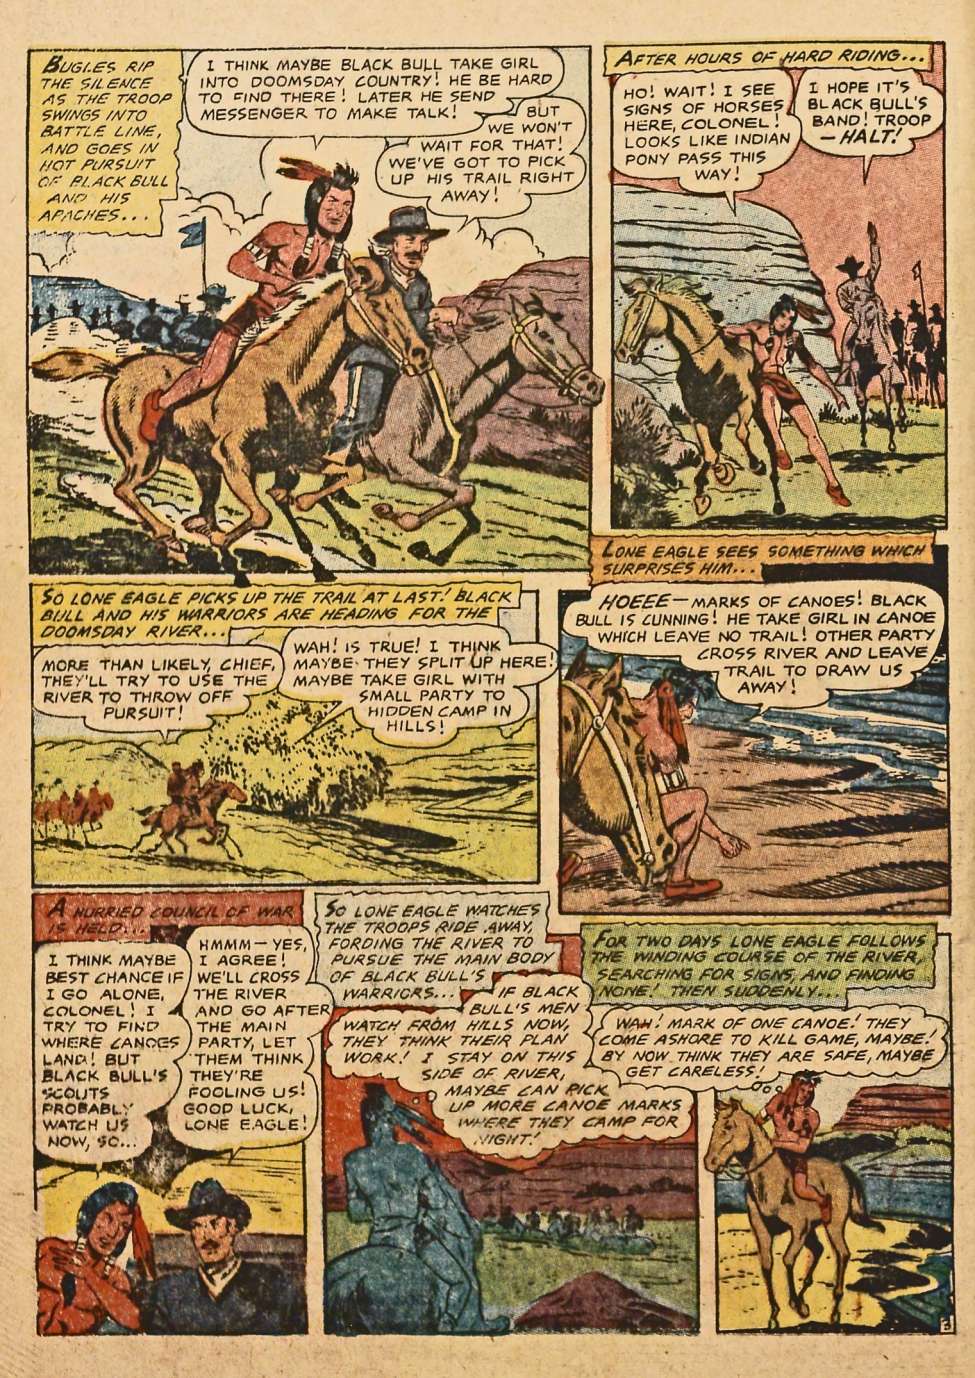 BUGLES RIP
THE SILENCE
AS THE TROOP
SWINGS INTO
BATTLE LINE,
AND GOES IN
HOT PURSUIT
OF BLACK BULL
AND HIS
APACHES...
I THINK MAYBE BLACK BULL TAKE GIRL
INTO DOOMSDAY COUNTRY! HE BE HARD
TO FIND THERE! LATER HE SEND
MESSENGER TO MAKE TALK!
BUT
WE WON'T
WAIT FOR THAT!
WE'VE GOT TO PICK
UP HIS TRAIL RIGHT
AWAY!
AFTER HOURS OF HARD RIDING...
HO! WAIT! I SEE
SIGNS OF HORSES
HERE, COLONEL!
LOOKS LIKE INDIAN
PONY PASS THIS
WAY!
I HOPE IT'S
BLACK BULL'S
BAND! TROOP
—HALT!
SO LONE EAGLE PICKS UP THE TRAIL AT LAST! BLACK
BULL AND HIS WARRIORS ARE HEADING FOR THE
DOOMSDAY RIVER...
MORE THAN LIKELY, CHIEF,
THEY'LL TRY TO USE THE
RIVER TO THROW OFF
PURSUIT!
WAH! IS TRUE! I THINK
MAYBE THEY SPLIT UP HERE!
MAYBE TAKE GIRL WITH
SMALL PARTY TO
HIDDEN CAMP IN
HILLS!
LONE EAGLE SEES SOMETHING WHICH
SURPRISES HIM...
HOEEE—MARKS OF CANOES! BLACK
BULL IS CUNNING! HE TAKE GIRL IN CANOE
WHICH LEAVE NO TRAIL! OTHER PARTY
CROSS RIVER AND LEAVE
TRAIL TO DRAW US
AWAY!
A HURRIED COUNCIL OF WAR
IS HELD...
I THINK MAYBE
BEST CHANCE IF
I GO ALONE,
COLONEL! I
TRY TO FIND
WHERE CANOES
LAND! BUT
BLACK BULL'S
SCOUTS
PROBABLY
WATCH US
NOW, SO...
HMMM—YES,
I AGREE!
WE'LL CROSS
THE RIVER
AND GO AFTER
THE MAIN
PARTY, LET
THEM THINK
THEY'RE
FOOLING US!
GOOD LUCK,
LONE EAGLE!
SO LONE EAGLE WATCHES
THE TROOPS RIDE AWAY,
FORDING THE RIVER TO
PURSUE THE MAIN BODY
OF BLACK BULL'S
WARRIORS...
IF BLACK
BULL'S MEN
WATCH FROM HILLS NOW,
THEY THINK THEIR PLAN
WORK! I STAY ON THIS
SIDE OF RIVER,
MAYBE CAN PICK
UP MORE CANOE MARKS
WHERE THEY CAMP FOR
NIGHT!
FOR TWO DAYS LONE EAGLE FOLLOWS
THE WINDING COURSE OF THE RIVER,
SEARCHING FOR SIGNS, AND FINDING
NONE! THEN SUDDENLY...
WAH! MARK OF ONE CANOE! THEY
COME ASHORE TO KILL GAME, MAYBE!
BY NOW THINK THEY ARE SAFE, MAYBE
GET CARELESS!
3